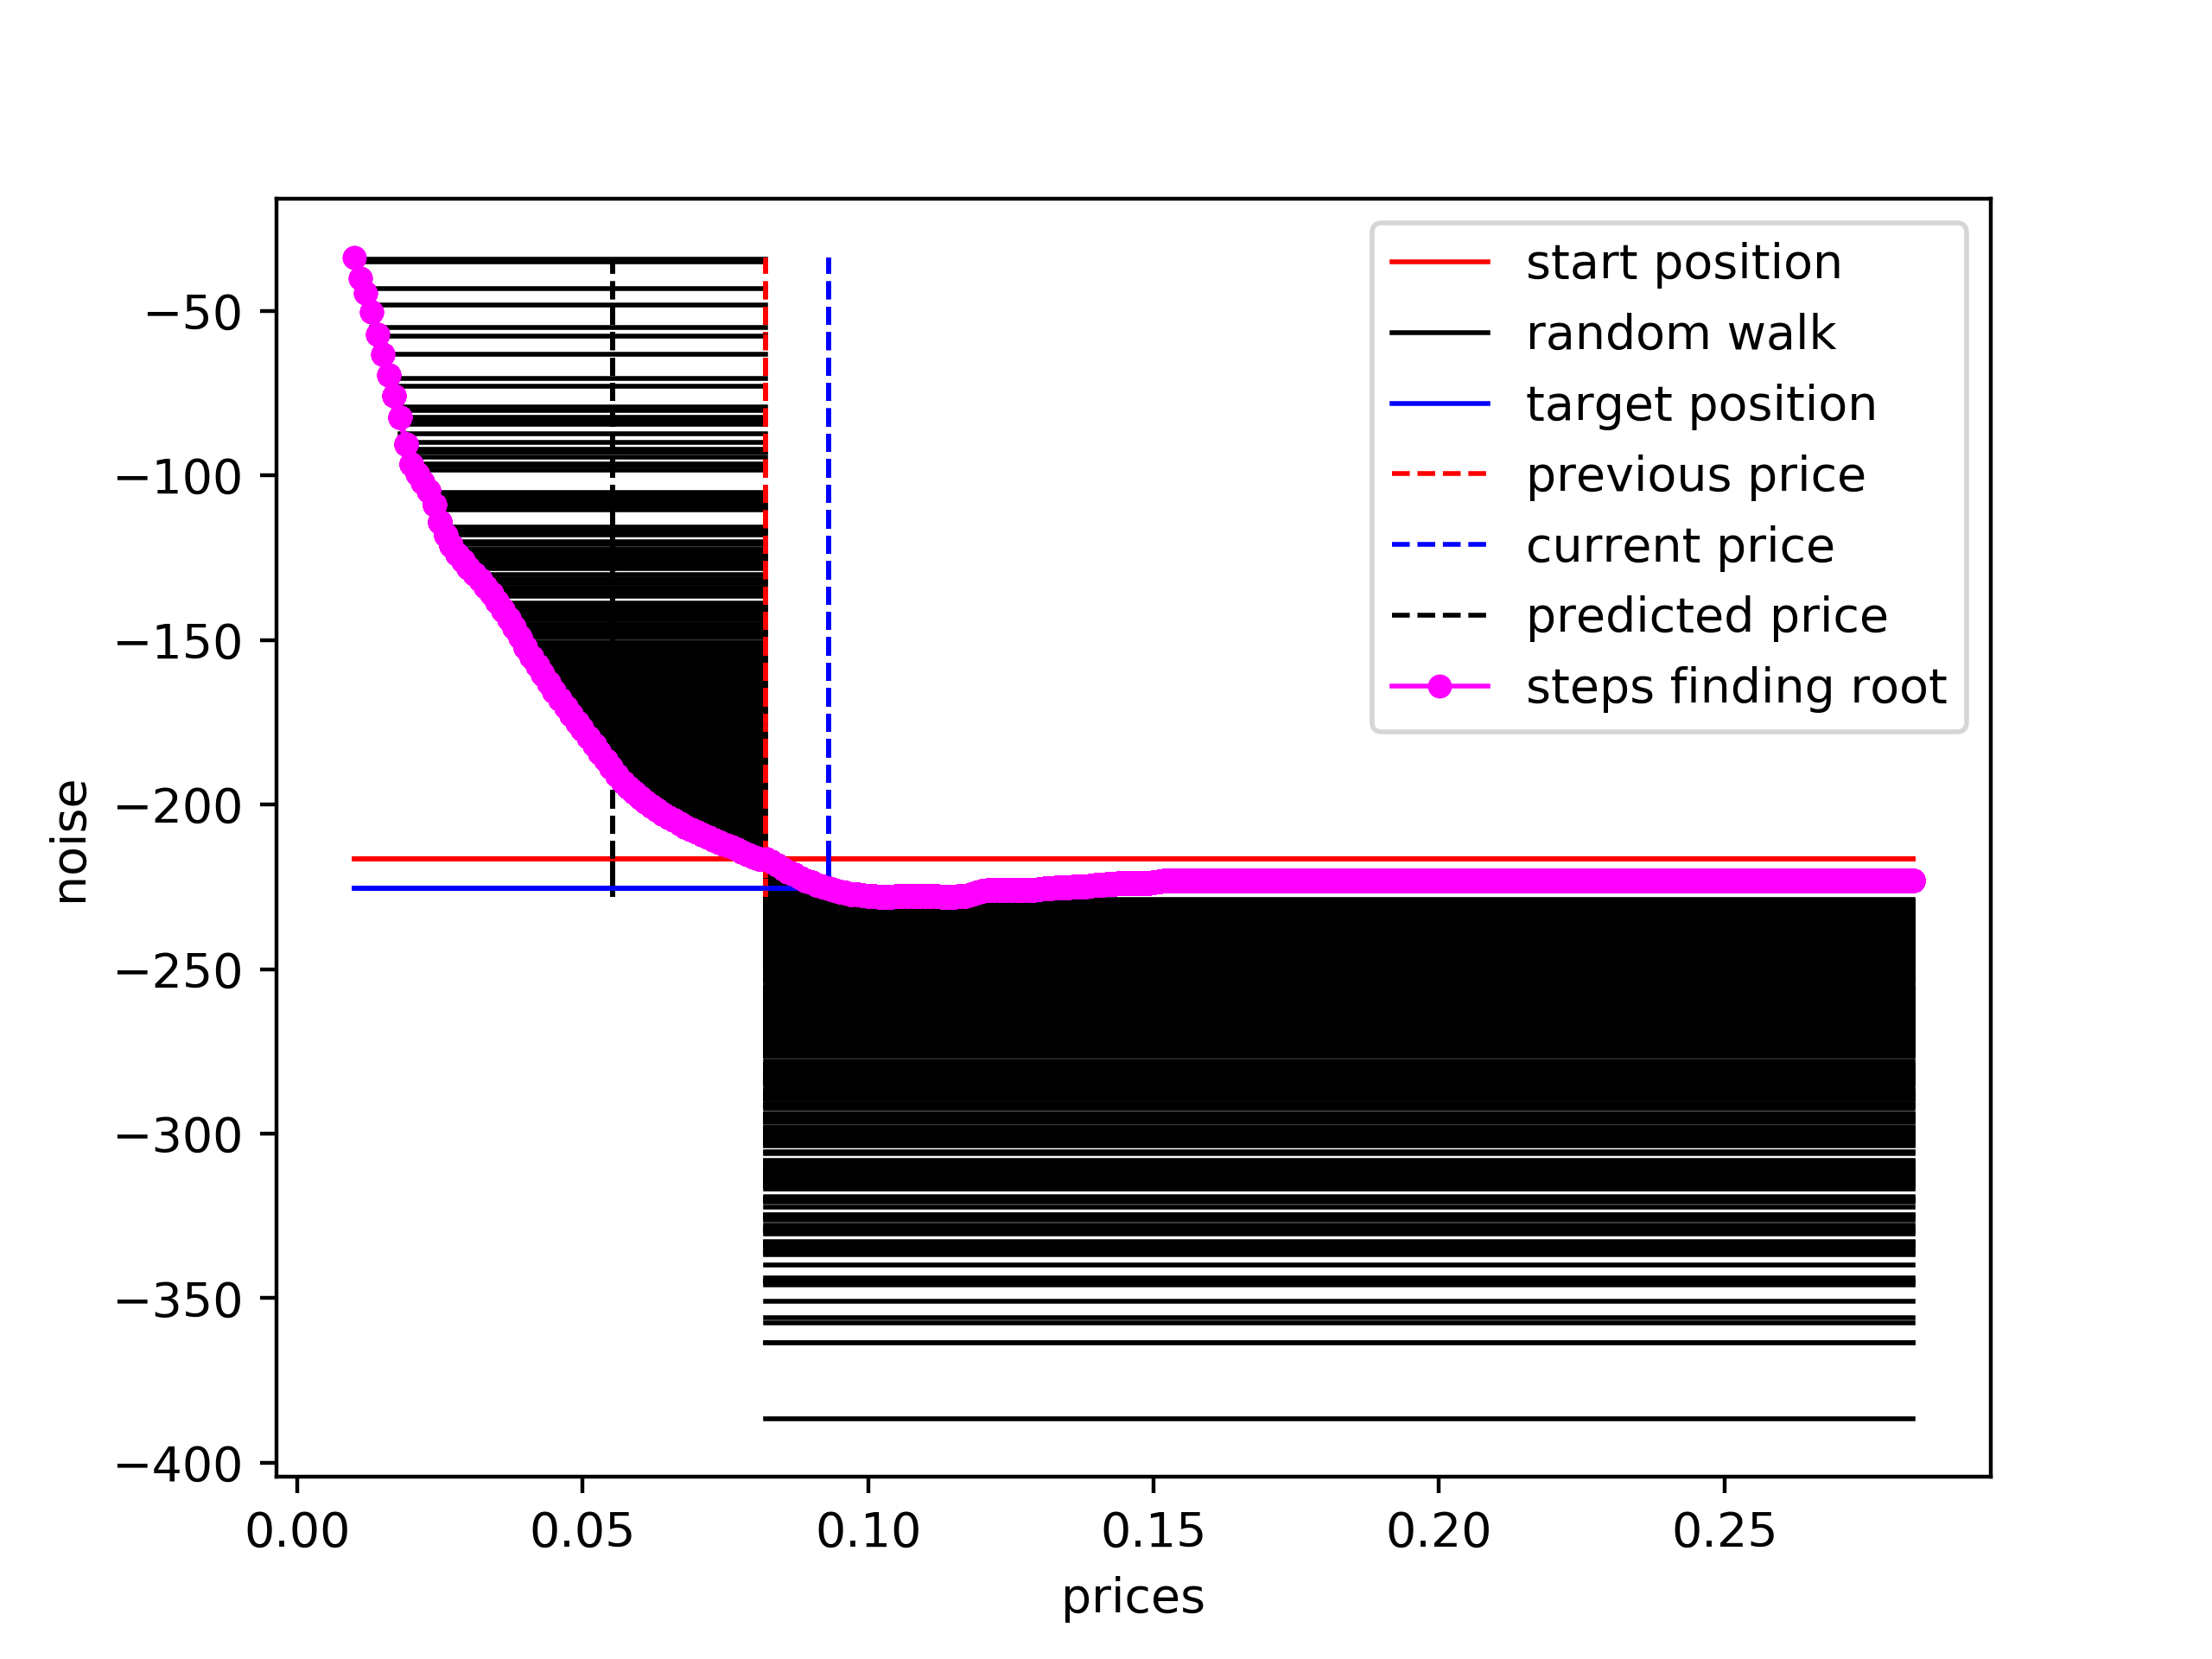 start position
random walk
target position
previous price
current price
predicted price
steps finding root
−50
−100
−150
−200
−250
−300
−350
−400
noise
0.00 0.05 0.10 0.15 0.20 0.25
prices